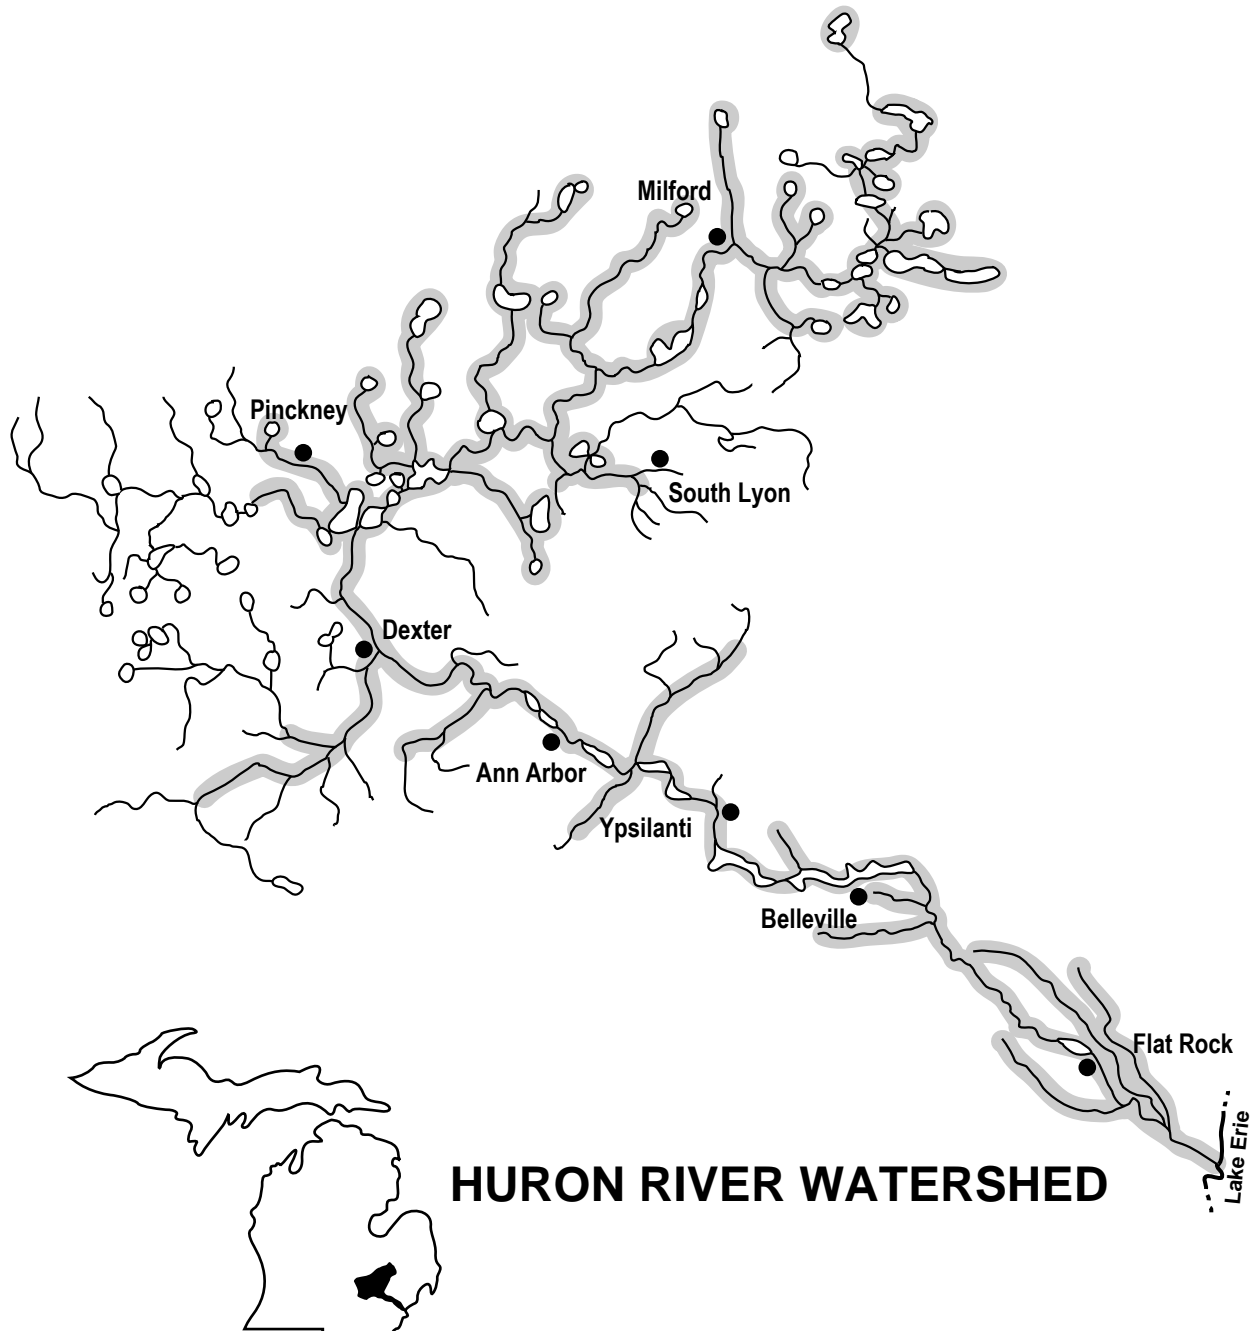 Milford
Pinckney
South Lyon
Dexter
Ann Arbor
Ypsilanti
Belleville
Flat Rock
Lake Erie
HURON RIVER WATERSHED